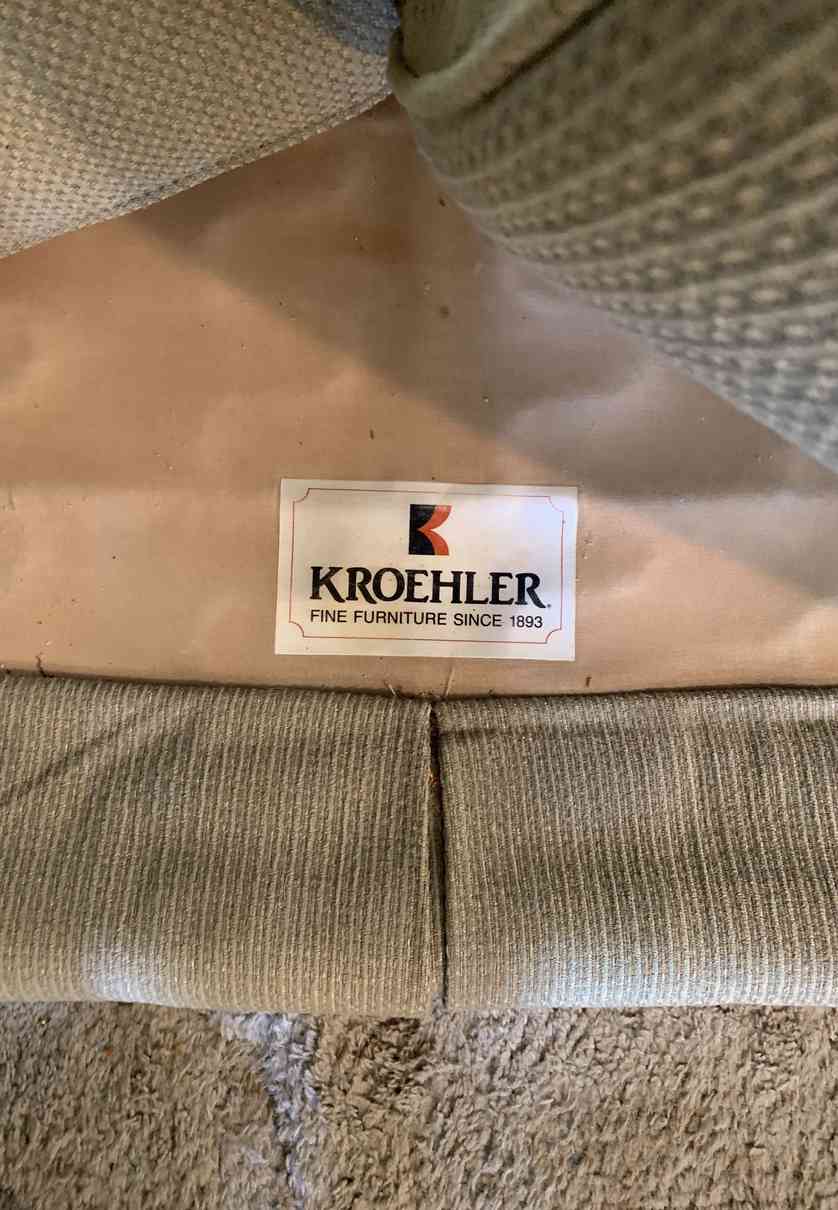 KROEHLER
FINE FURNITURE SINCE 1893